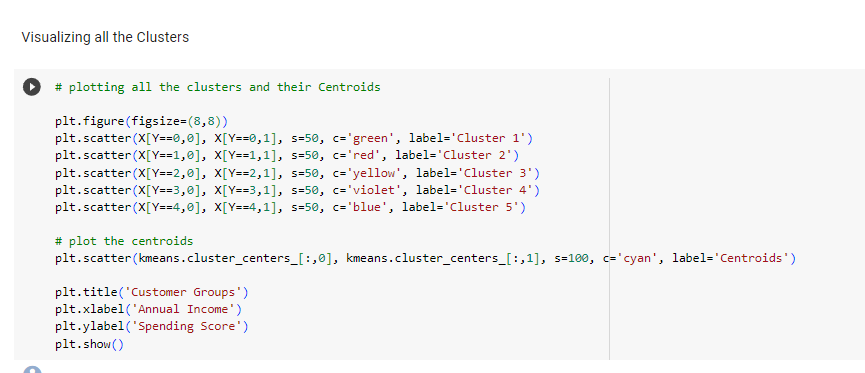 Visualizing all the Clusters
# plotting all the clusters and their Centroids
plt.figure(figsize=(8,8))
plt.scatter(X[Y==0,0], X[Y==0,1], s=50, c='green', label='Cluster 1')
plt.scatter(X[Y==1,0], X[Y==1,1], s=50, c='red', label='Cluster 2')
plt.scatter(X[Y==2,0], X[Y==2,1], s=50, c='yellow', label='Cluster 3')
plt.scatter(X[Y==3,0], X[Y==3,1], s=50, c='violet', label='Cluster 4')
plt.scatter(X[Y==4,0], X[Y==4,1], s=50, c='blue', label='Cluster 5')
# plot the centroids
plt.scatter(kmeans.cluster_centers_[:,0], kmeans.cluster_centers_[:,1], s=100, c='cyan', label='Centroids')
plt.title('Customer Groups')
plt.xlabel('Annual Income')
plt.ylabel('Spending Score')
plt.show()